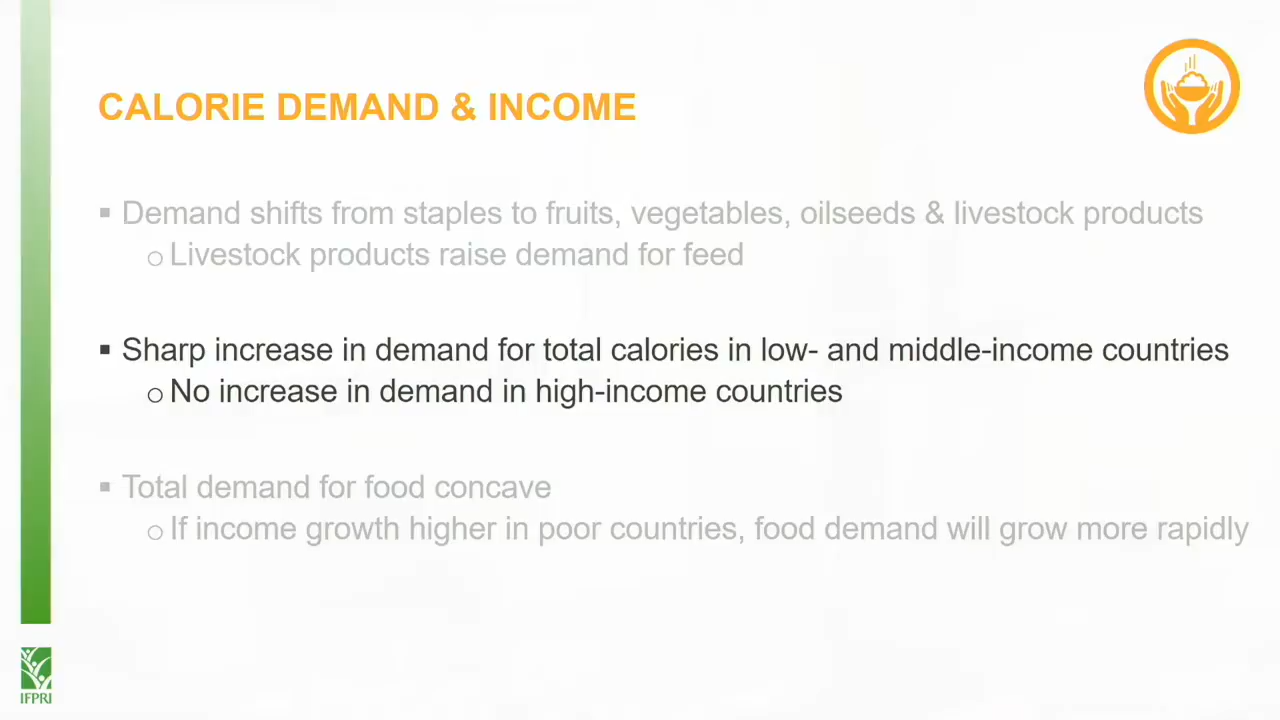 CALORIE DEMAND & INCOME
▪ Demand shifts from staples to fruits, vegetables, oilseeds & livestock products
o Livestock products raise demand for feed
▪ Sharp increase in demand for total calories in low- and middle-income countries
o No increase in demand in high-income countries
▪ Total demand for food concave
o If income growth higher in poor countries, food demand will grow more rapidly
IFPRI